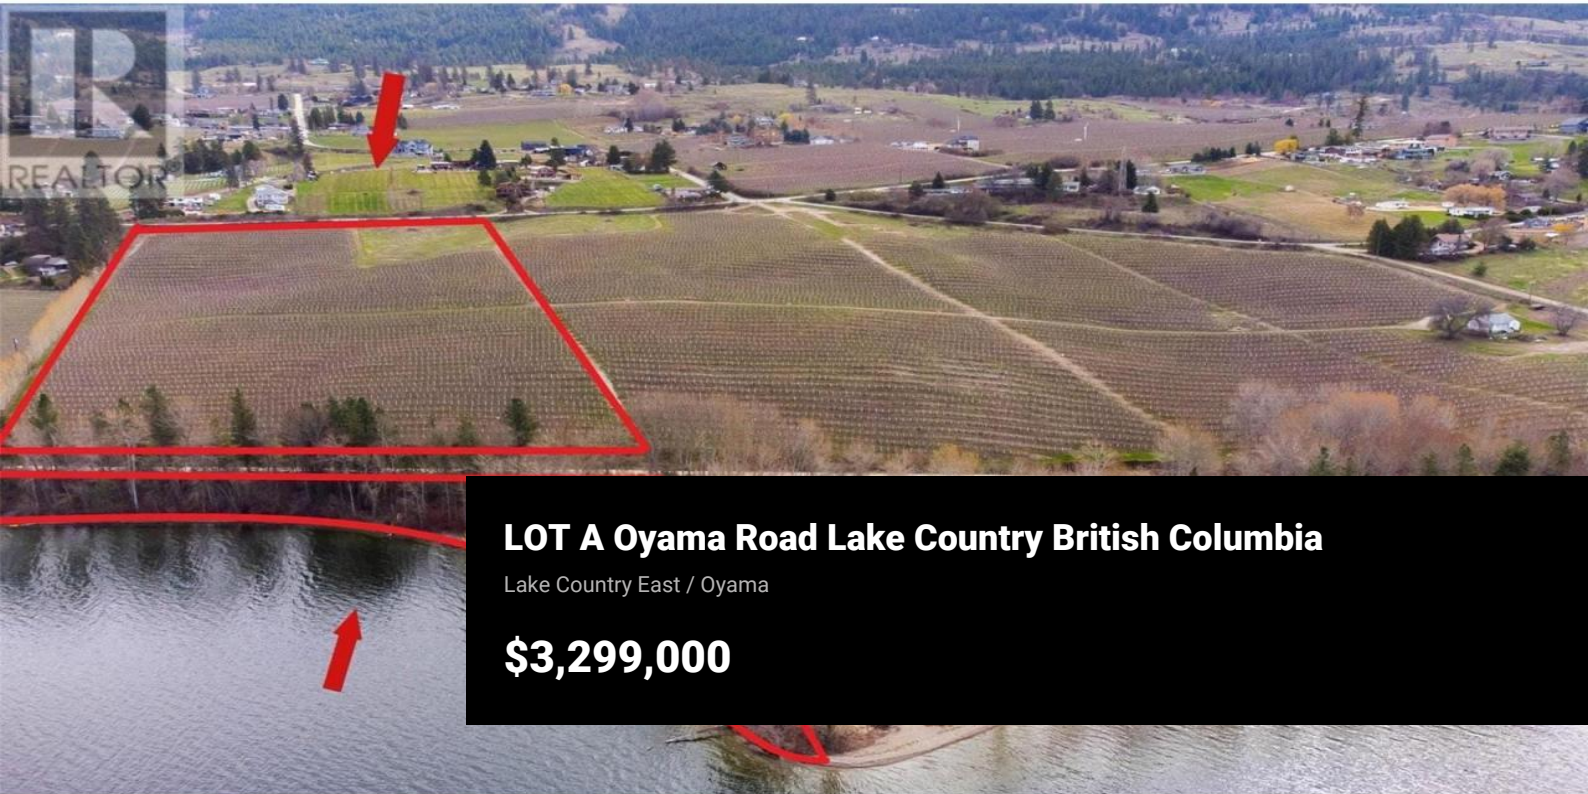 REALTOR
LOT A Oyama Road Lake Country British Columbia
Lake Country East / Oyama
$3,299,000